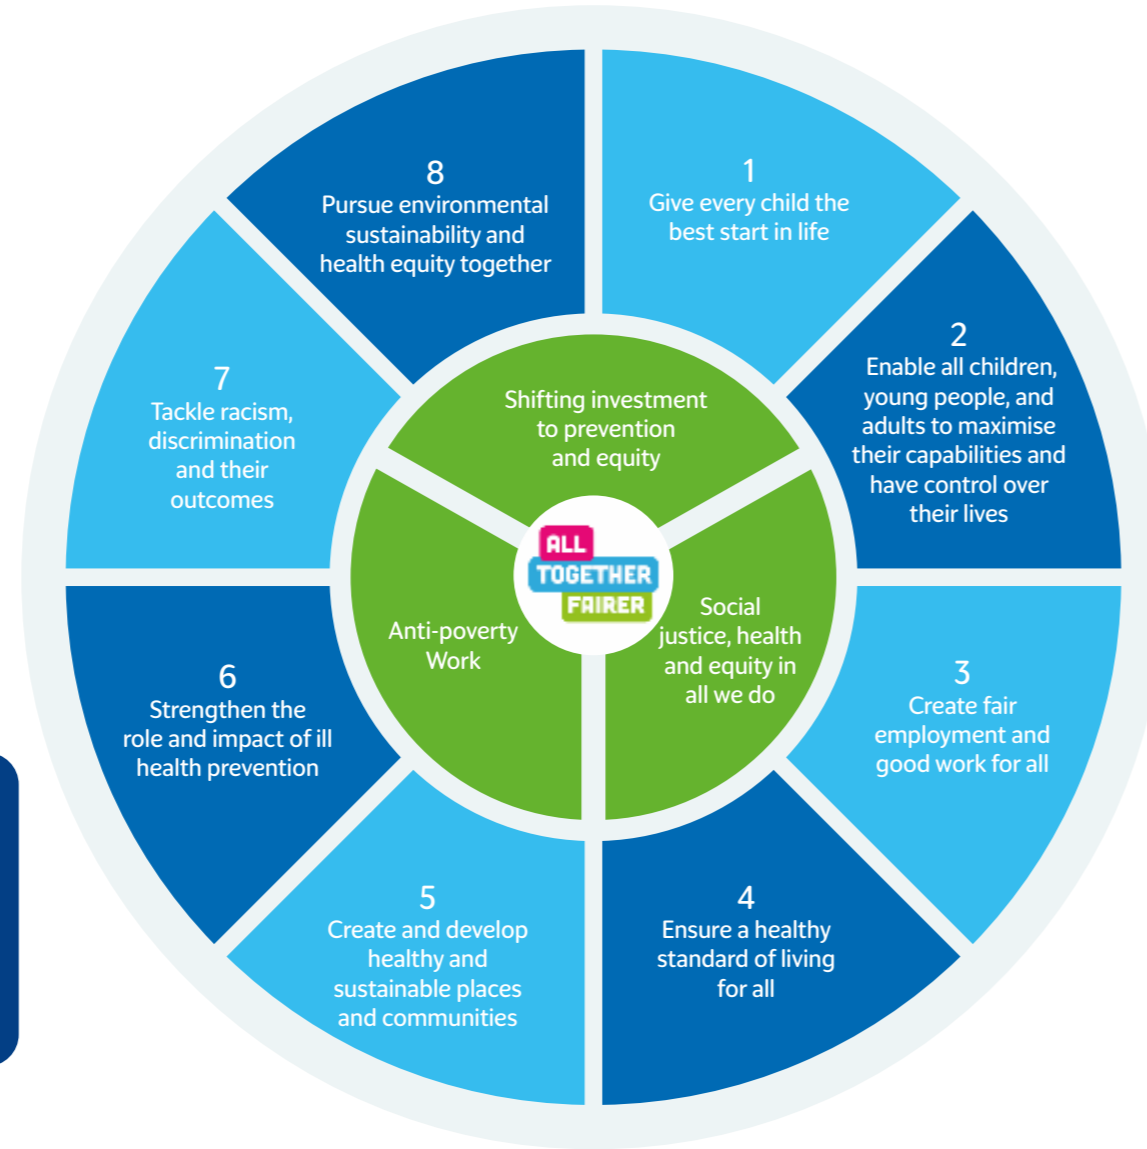 1
Give every child the
best start in life
2
Enable all children,
young people, and
adults to maximise
their capabilities and
have control over
their lives
3
Create fair
employment and
good work for all
4
Ensure a healthy
standard of living
for all
5
Create and develop
healthy and
sustainable places
and communities
6
Strengthen the
role and impact of ill
health prevention
7
Tackle racism,
discrimination
and their
outcomes
8
Pursue environmental
sustainability and
health equity together
Shifting investment
to prevention
and equity
Social
justice, health
and equity in
all we do
Anti-poverty
Work
ALL
TOGETHER
FAIRER